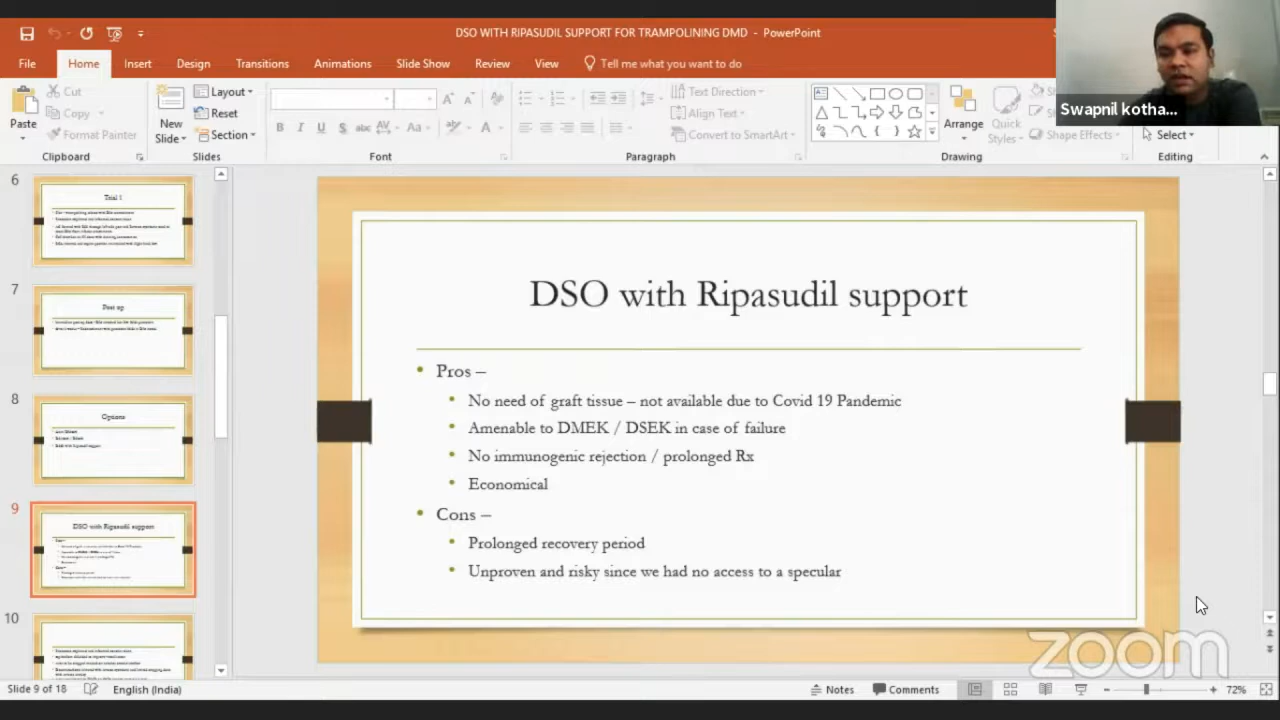 DSO WITH RIPASUDIL SUPPORT FOR TRAMPOLINING DMD - PowerPoint
File Home Insert Design Transitions Animations Slide Show Review View Tell me what you want to do
Swapnil kotha...
Paste
Cut
Copy
Format Painter
Clipboard
New Slide
Layout
Reset
Section
Slides
B I U S abc AV Aa A
Font
Text Direction
Align Text
Convert to SmartArt
Paragraph
Arrange
Quick Styles
Shape Effects
Drawing
Select
Editing
6
Trial 1
7
Post op
8
Options
9
DSO with Ripasudil support
10
DSO with Ripasudil support
• Pros –
• No need of graft tissue – not available due to Covid 19 Pandemic
• Amenable to DMEK / DSEK in case of failure
• No immunogenic rejection / prolonged Rx
• Economical
• Cons –
• Prolonged recovery period
• Unproven and risky since we had no access to a specular
zoom
Slide 9 of 18 English (India) Notes Comments 72%